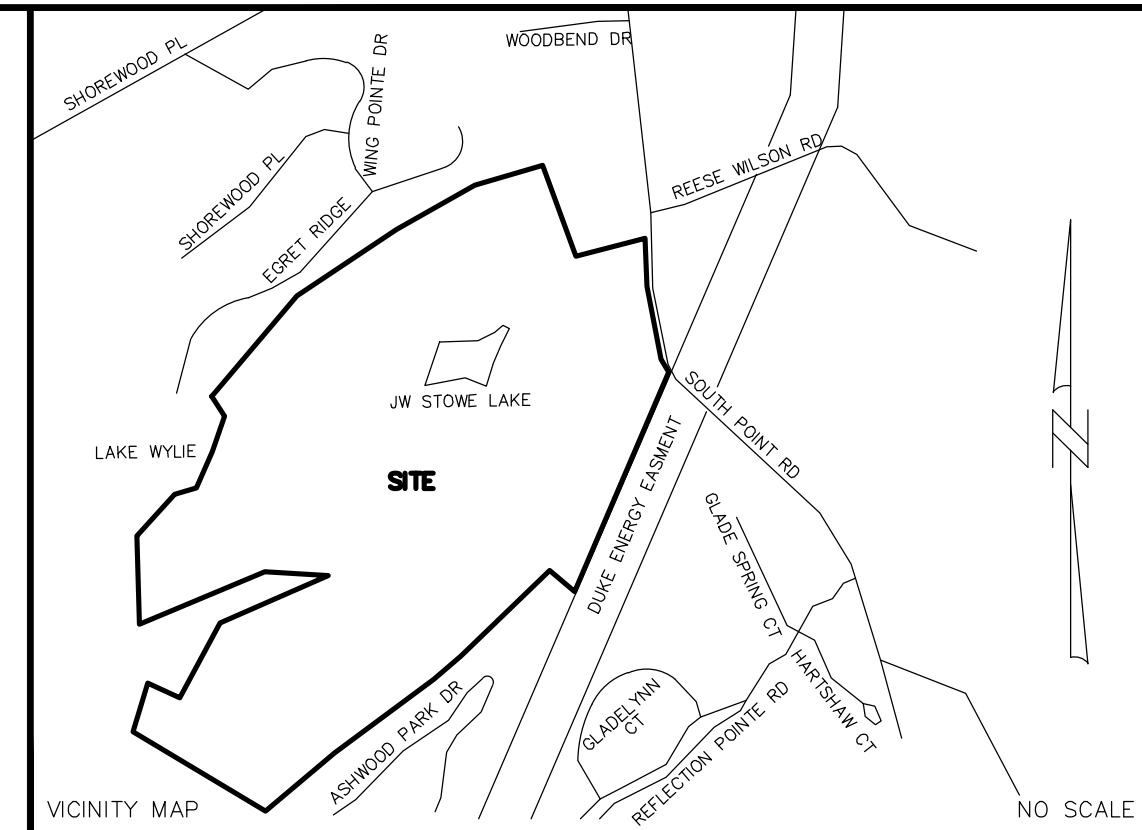 WOODBEND DR
SHOREWOOD PL
WING POINTE DR
REESE WILSON RD
SHOREWOOD PL
EGRET RIDGE
JW STOWE LAKE
SOUTH POINT RD
LAKE WYLIE
SITE
N
DUKE ENERGY EASMENT
GLADE SPRING CT
HARTSHAW CT
GLADELYNN
CT
ASHWOOD PARK DR
REFLECTION POINTE RD
VICINITY MAP
NO SCALE